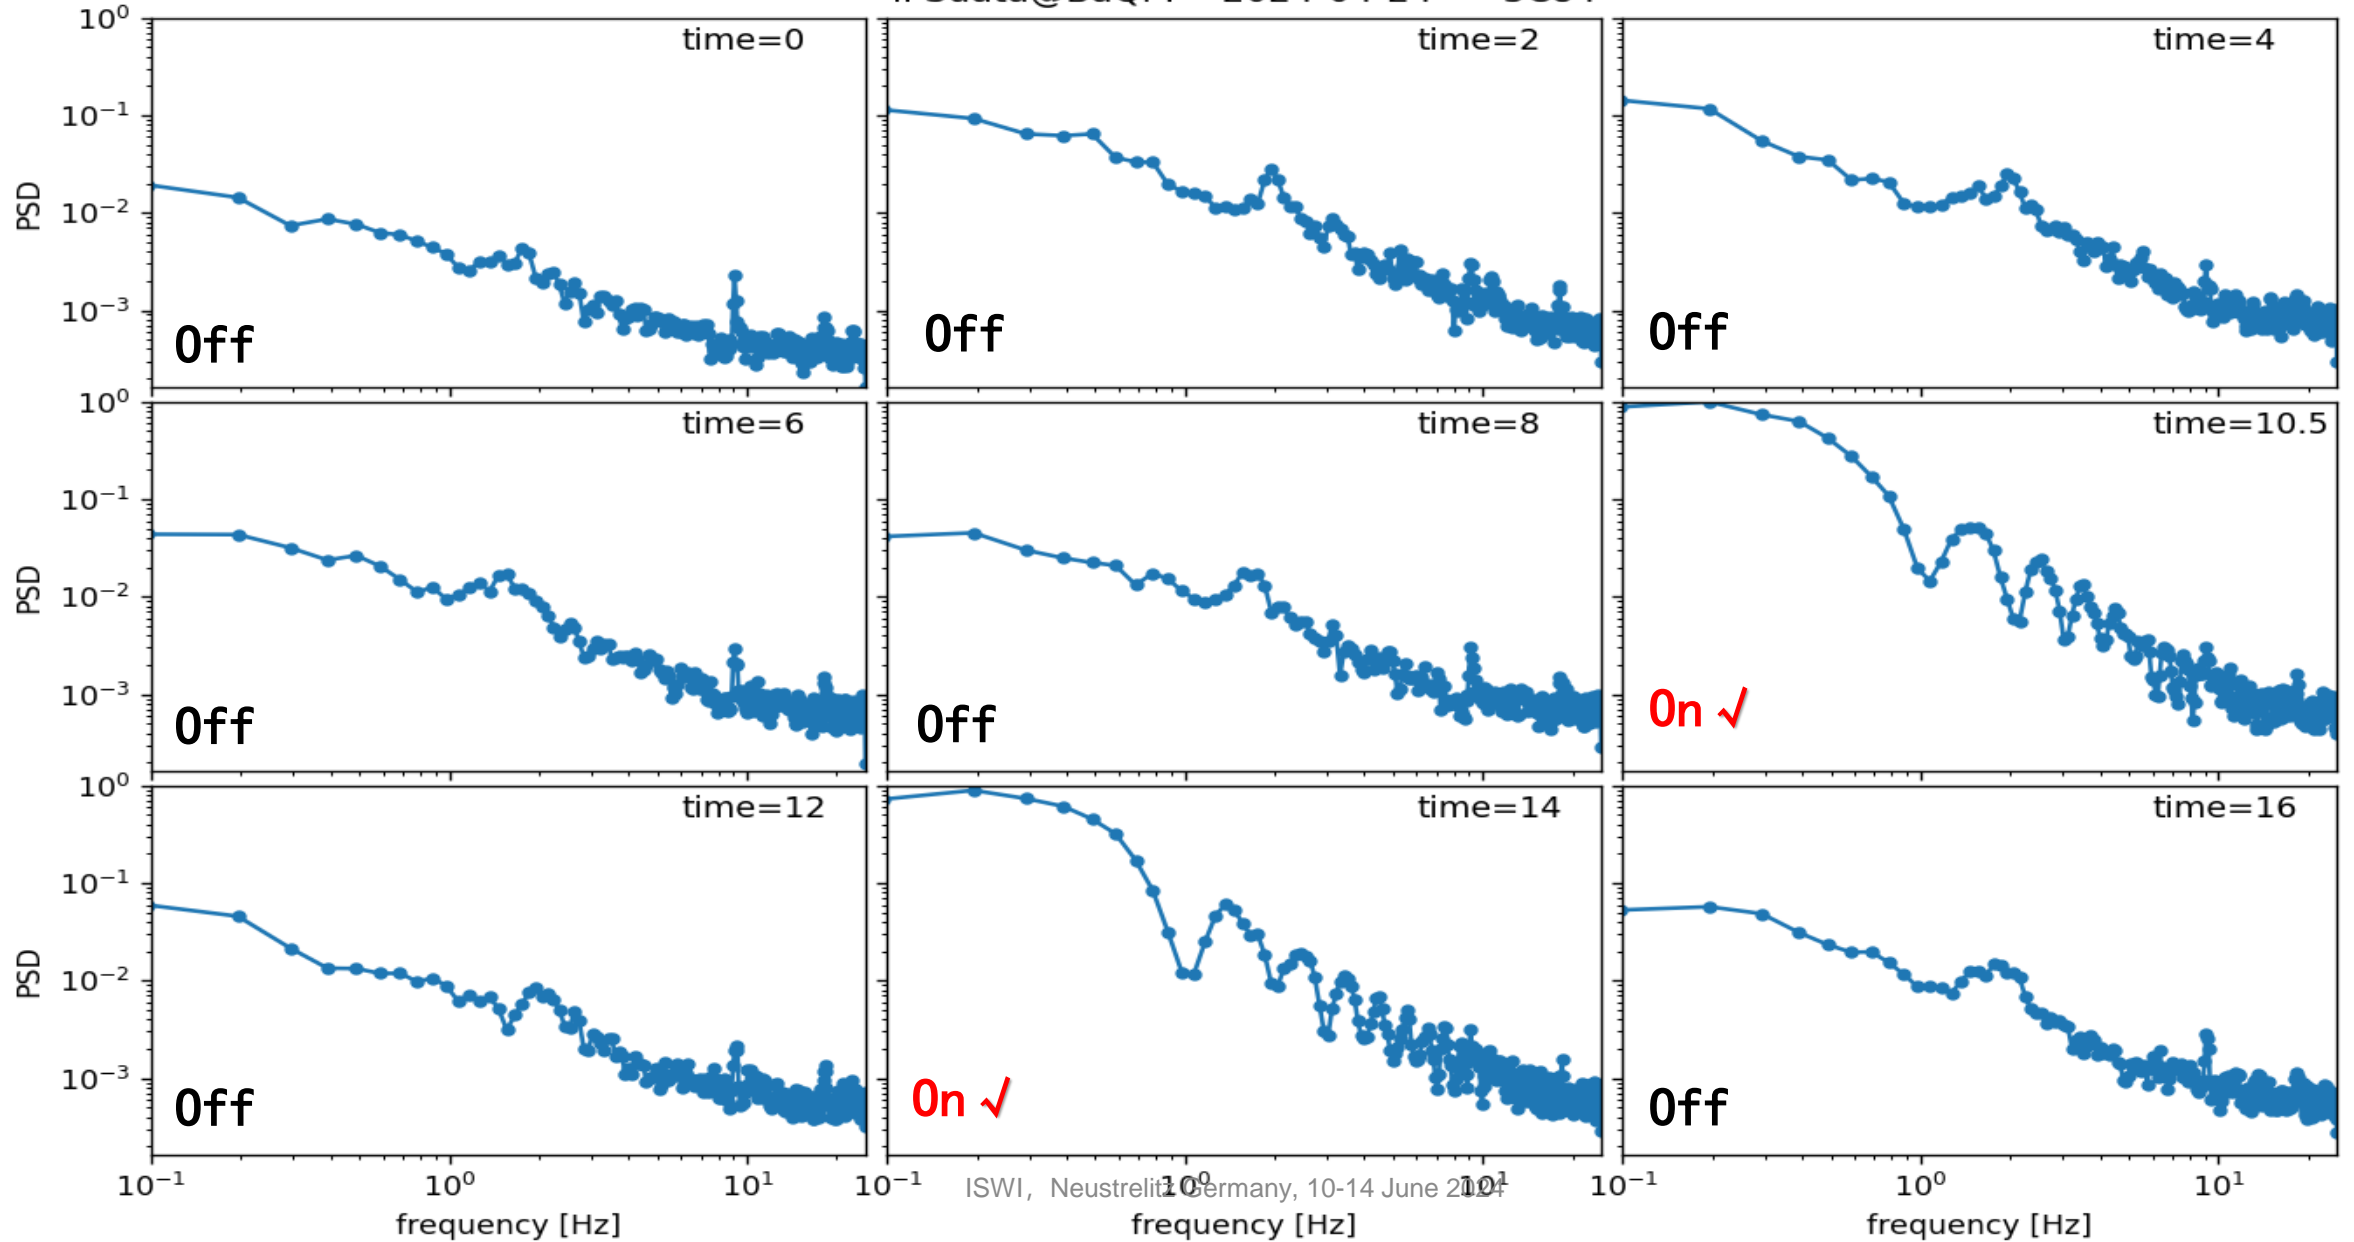 time=0
time=2
time=4
10⁰
10⁻¹
10⁻²
10⁻³
PSD
Off
Off
Off
time=6
time=8
time=10.5
10⁰
10⁻¹
10⁻²
10⁻³
PSD
Off
Off
On √
time=12
time=14
time=16
10⁰
10⁻¹
10⁻²
10⁻³
PSD
Off
On √
Off
10⁻¹ 10⁰ 10¹ 10⁻¹ 10⁰ 10¹ 10⁻¹ 10⁰ 10¹
ISWI, Neustrelitz Germany, 10-14 June 2024
frequency [Hz] frequency [Hz] frequency [Hz]